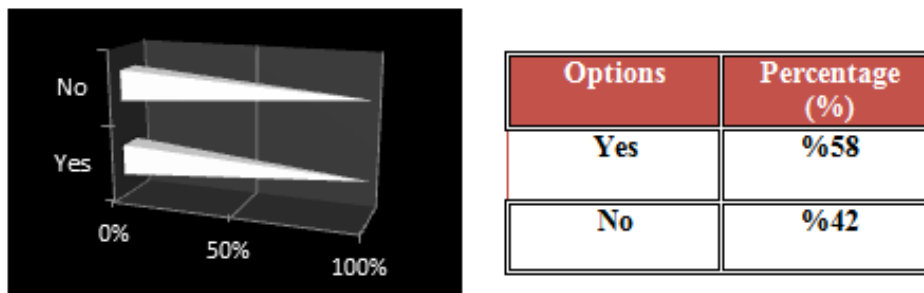 No
Yes
0%
50%
100%
Options
Percentage
(%)
Yes
%58
No
%42